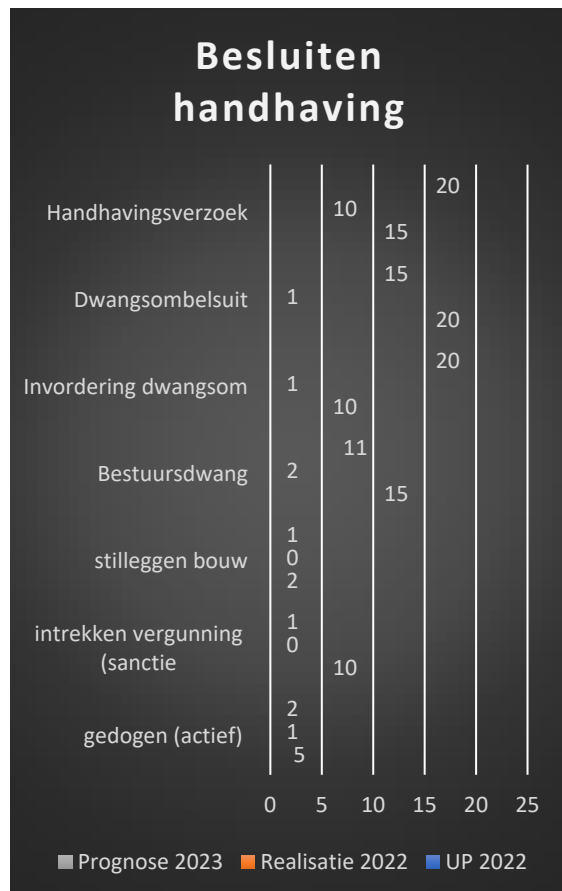 Besluiten
handhaving
20
Handhavingsverzoek
10
15
15
Dwangsombelsuit
1
20
20
Invordering dwangsom
1
10
11
Bestuursdwang
2
15
1
stilleggen bouw
0
2
1
intrekken vergunning
0
(sanctie
10
2
gedogen (actief)
1
5
0 5 10 15 20 25
Prognose 2023 Realisatie 2022 UP 2022